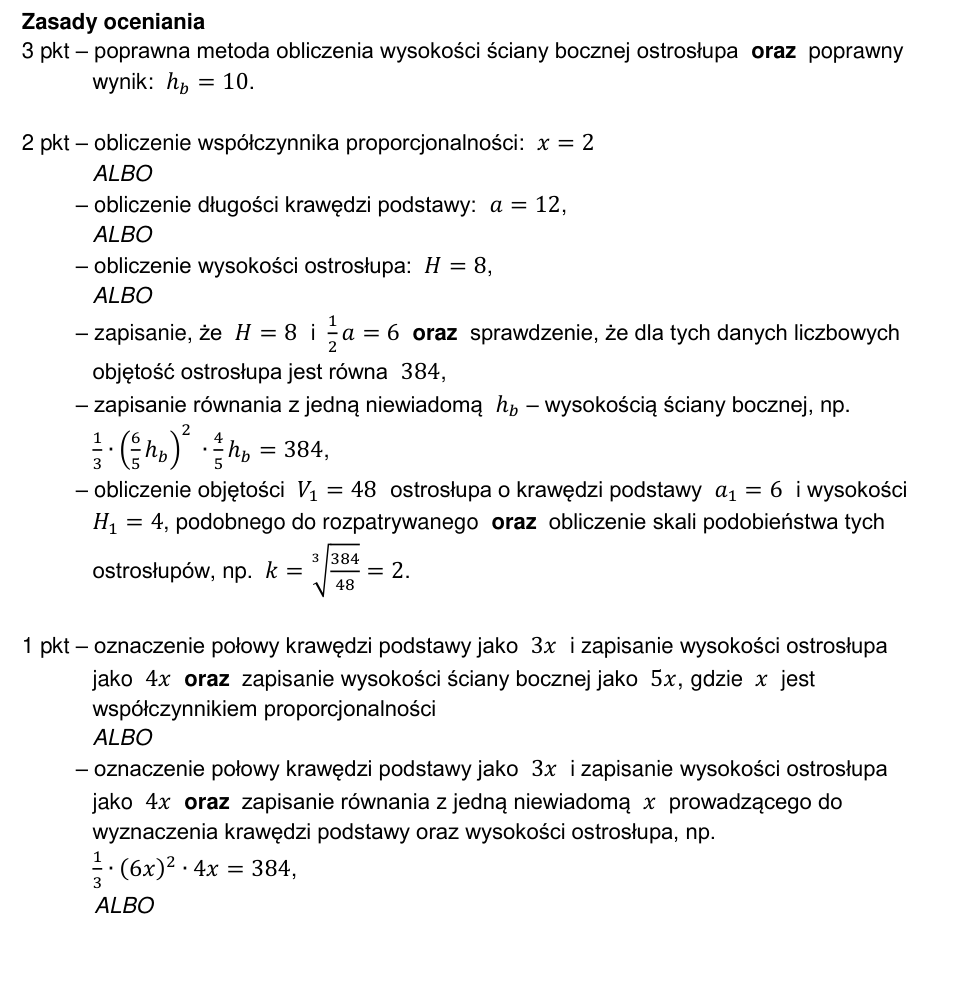 Zasady oceniania
3 pkt – poprawna metoda obliczenia wysokości ściany bocznej ostrosłupa oraz poprawny
wynik: h_b = 10.
2 pkt – obliczenie współczynnika proporcjonalności: x = 2
ALBO
– obliczenie długości krawędzi podstawy: a = 12,
ALBO
– obliczenie wysokości ostrosłupa: H = 8,
ALBO
– zapisanie, że H = 8 i \frac{1}{2}a = 6 oraz sprawdzenie, że dla tych danych liczbowych
objętość ostrosłupa jest równa 384,
– zapisanie równania z jedną niewiadomą h_b – wysokością ściany bocznej, np.
\frac{1}{3} · (\frac{6}{5}h_b)^2 · \frac{4}{5}h_b = 384,
– obliczenie objętości V_1 = 48 ostrosłupa o krawędzi podstawy a_1 = 6 i wysokości
H_1 = 4, podobnego do rozpatrywanego oraz obliczenie skali podobieństwa tych
ostrosłupów, np. k = \sqrt[3]{\frac{384}{48}} = 2.
1 pkt – oznaczenie połowy krawędzi podstawy jako 3x i zapisanie wysokości ostrosłupa
jako 4x oraz zapisanie wysokości ściany bocznej jako 5x, gdzie x jest
współczynnikiem proporcjonalności
ALBO
– oznaczenie połowy krawędzi podstawy jako 3x i zapisanie wysokości ostrosłupa
jako 4x oraz zapisanie równania z jedną niewiadomą x prowadzącego do
wyznaczenia krawędzi podstawy oraz wysokości ostrosłupa, np.
\frac{1}{3} · (6x)^2 · 4x = 384,
ALBO